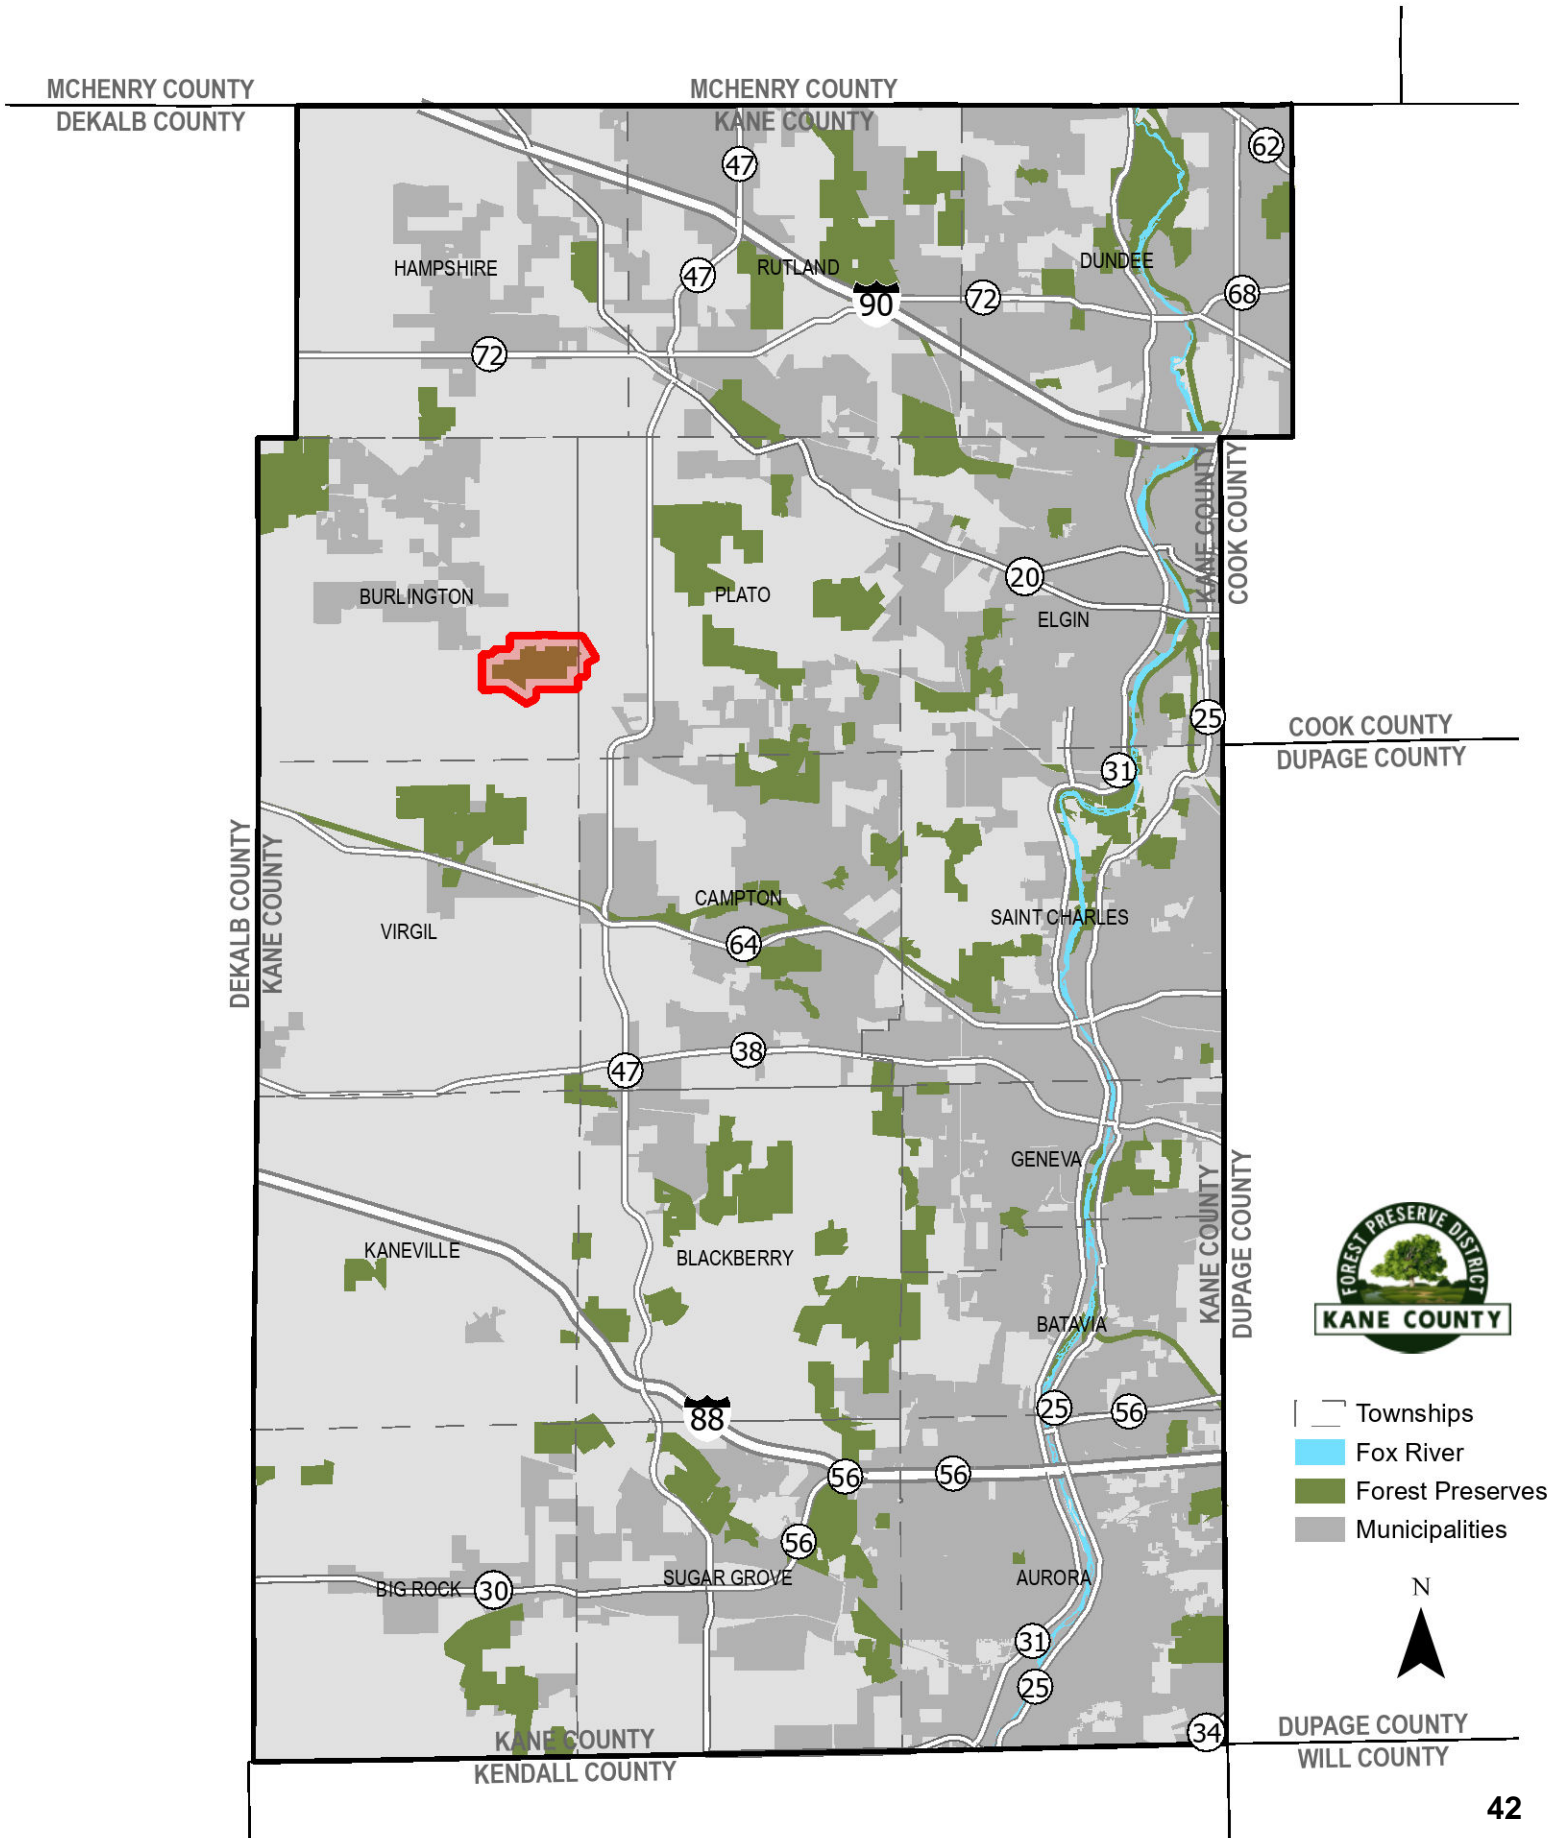 MCHENRY COUNTY
DEKALB COUNTY
MCHENRY COUNTY
KANE COUNTY
62
47
HAMPSHIRE
47
RUTLAND
DUNDEE
90
72
68
72
KANE COUNTY
COOK COUNTY
20
BURLINGTON
PLATO
ELGIN
25
COOK COUNTY
DUPAGE COUNTY
31
DEKALB COUNTY
KANE COUNTY
CAMPTON
SAINT CHARLES
VIRGIL
64
38
47
GENEVA
KANE COUNTY
DUPAGE COUNTY
KANEVILLE
BLACKBERRY
BATAVIA
FOREST PRESERVE DISTRICT
KANE COUNTY
88
25
56
Townships
Fox River
Forest Preserves
Municipalities
56
56
56
BIG ROCK
30
SUGAR GROVE
AURORA
N
31
25
34
KANE COUNTY
KENDALL COUNTY
DUPAGE COUNTY
WILL COUNTY
42